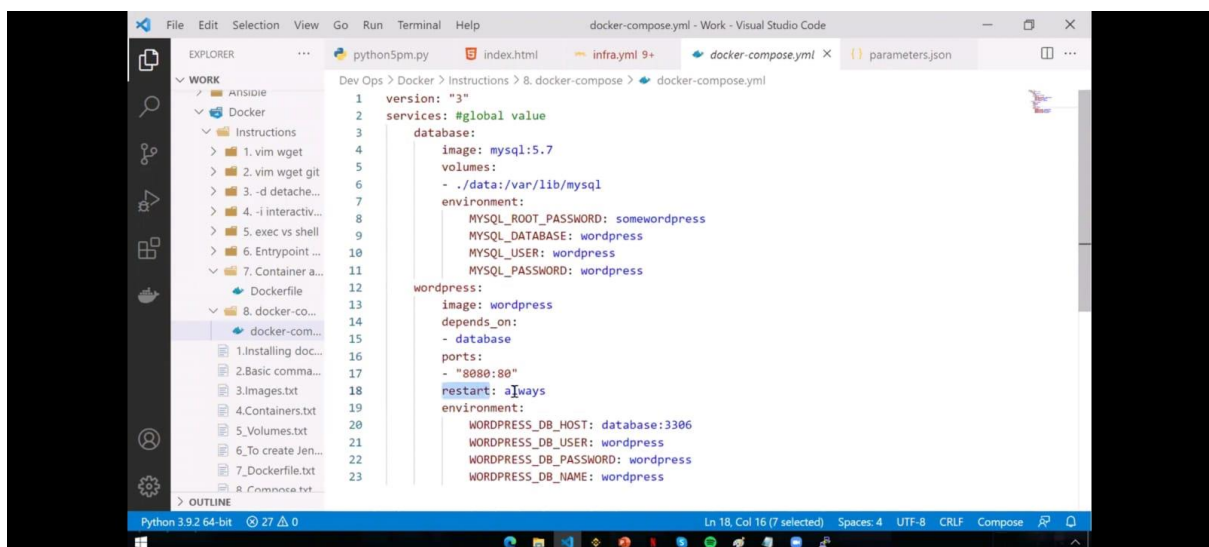 File Edit Selection View Go Run Terminal Help docker-compose.yml - Work - Visual Studio Code
EXPLORER ... python5pm.py index.html infra.yml 9+ docker-compose.yml parameters.json
WORK
Dev Ops > Docker > Instructions > 8. docker-compose > docker-compose.yml
Ansible
Docker
Instructions
1. vim wget
2. vim wget git
3. -d detache...
4. -i interactiv...
5. exec vs shell
6. Entrypoint ...
7. Container a...
Dockerfile
8. docker-co...
docker-com...
1.Installing doc...
2.Basic comma...
3.Images.txt
4.Containers.txt
5_Volumes.txt
6_To create Jen...
7_Dockerfile.txt
8_Compose.txt
OUTLINE
1 version: "3"
2 services: #global value
3 database:
4 image: mysql:5.7
5 volumes:
6 - ./data:/var/lib/mysql
7 environment:
8 MYSQL_ROOT_PASSWORD: somewordpress
9 MYSQL_DATABASE: wordpress
10 MYSQL_USER: wordpress
11 MYSQL_PASSWORD: wordpress
12 wordpress:
13 image: wordpress
14 depends_on:
15 - database
16 ports:
17 - "8080:80"
18 restart: always
19 environment:
20 WORDPRESS_DB_HOST: database:3306
21 WORDPRESS_DB_USER: wordpress
22 WORDPRESS_DB_PASSWORD: wordpress
23 WORDPRESS_DB_NAME: wordpress
Python 3.9.2 64-bit 27 0 Ln 18, Col 16 (7 selected) Spaces: 4 UTF-8 CRLF Compose